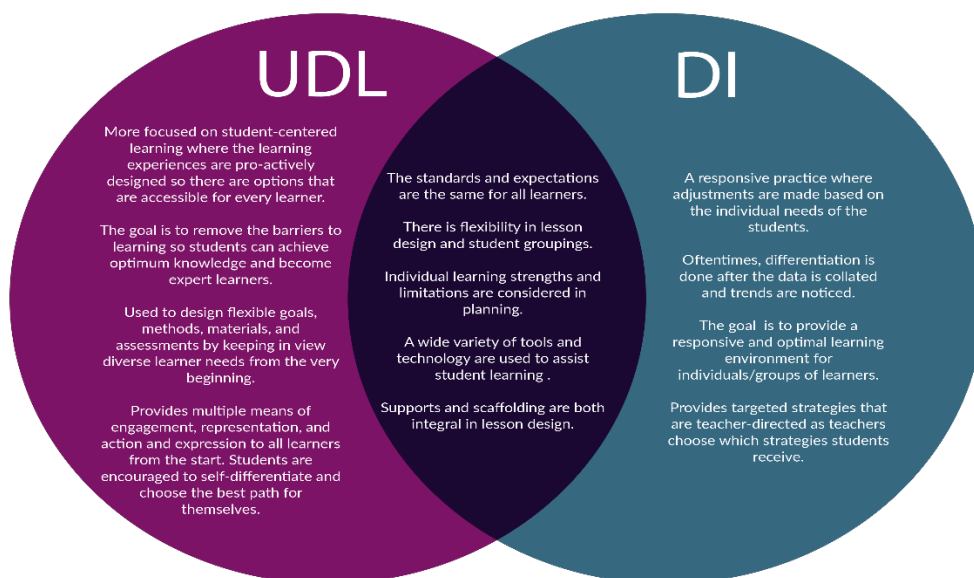 UDL
More focused on student-centered
learning where the learning
experiences are pro-actively
designed so there are options that
are accessible for every learner.
The goal is to remove the barriers to
learning so students can achieve
optimum knowledge and become
expert learners.
Used to design flexible goals,
methods, materials, and
assessments by keeping in view
diverse learner needs from the very
beginning.
Provides multiple means of
engagement, representation, and
action and expression to all learners
from the start. Students are
encouraged to self-differentiate and
choose the best path for
themselves.
The standards and expectations
are the same for all learners.
There is flexibility in lesson
design and student groupings.
Individual learning strengths and
limitations are considered in
planning.
A wide variety of tools and
technology are used to assist
student learning .
Supports and scaffolding are both
integral in lesson design.
DI
A responsive practice where
adjustments are made based on
the individual needs of the
students.
Oftentimes, differentiation is
done after the data is collated
and trends are noticed.
The goal is to provide a
responsive and optimal learning
environment for
individuals/groups of learners.
Provides targeted strategies that
are teacher-directed as teachers
choose which strategies students
receive.